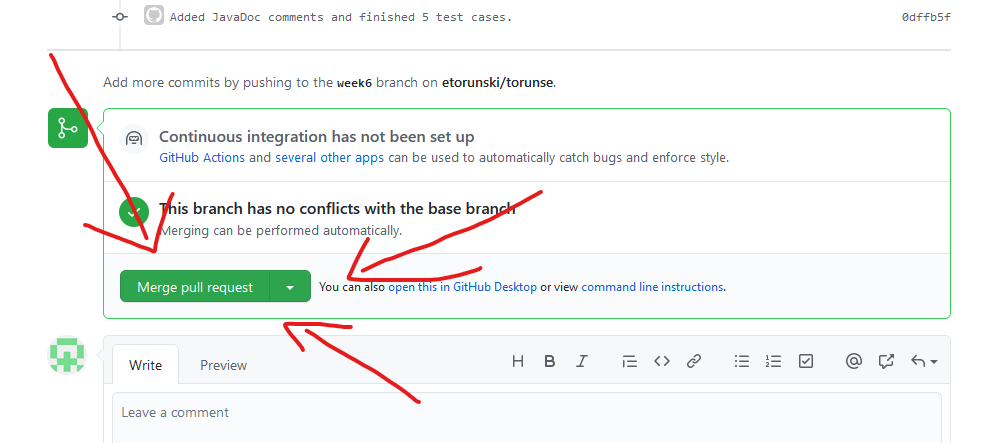 Added JavaDoc comments and finished 5 test cases. 0dffb5f
Add more commits by pushing to the week6 branch on etorunski/torunse.
Continuous integration has not been set up
GitHub Actions and several other apps can be used to automatically catch bugs and enforce style.
This branch has no conflicts with the base branch
Merging can be performed automatically.
Merge pull request You can also open this in GitHub Desktop or view command line instructions.
Write Preview H B I
Leave a comment